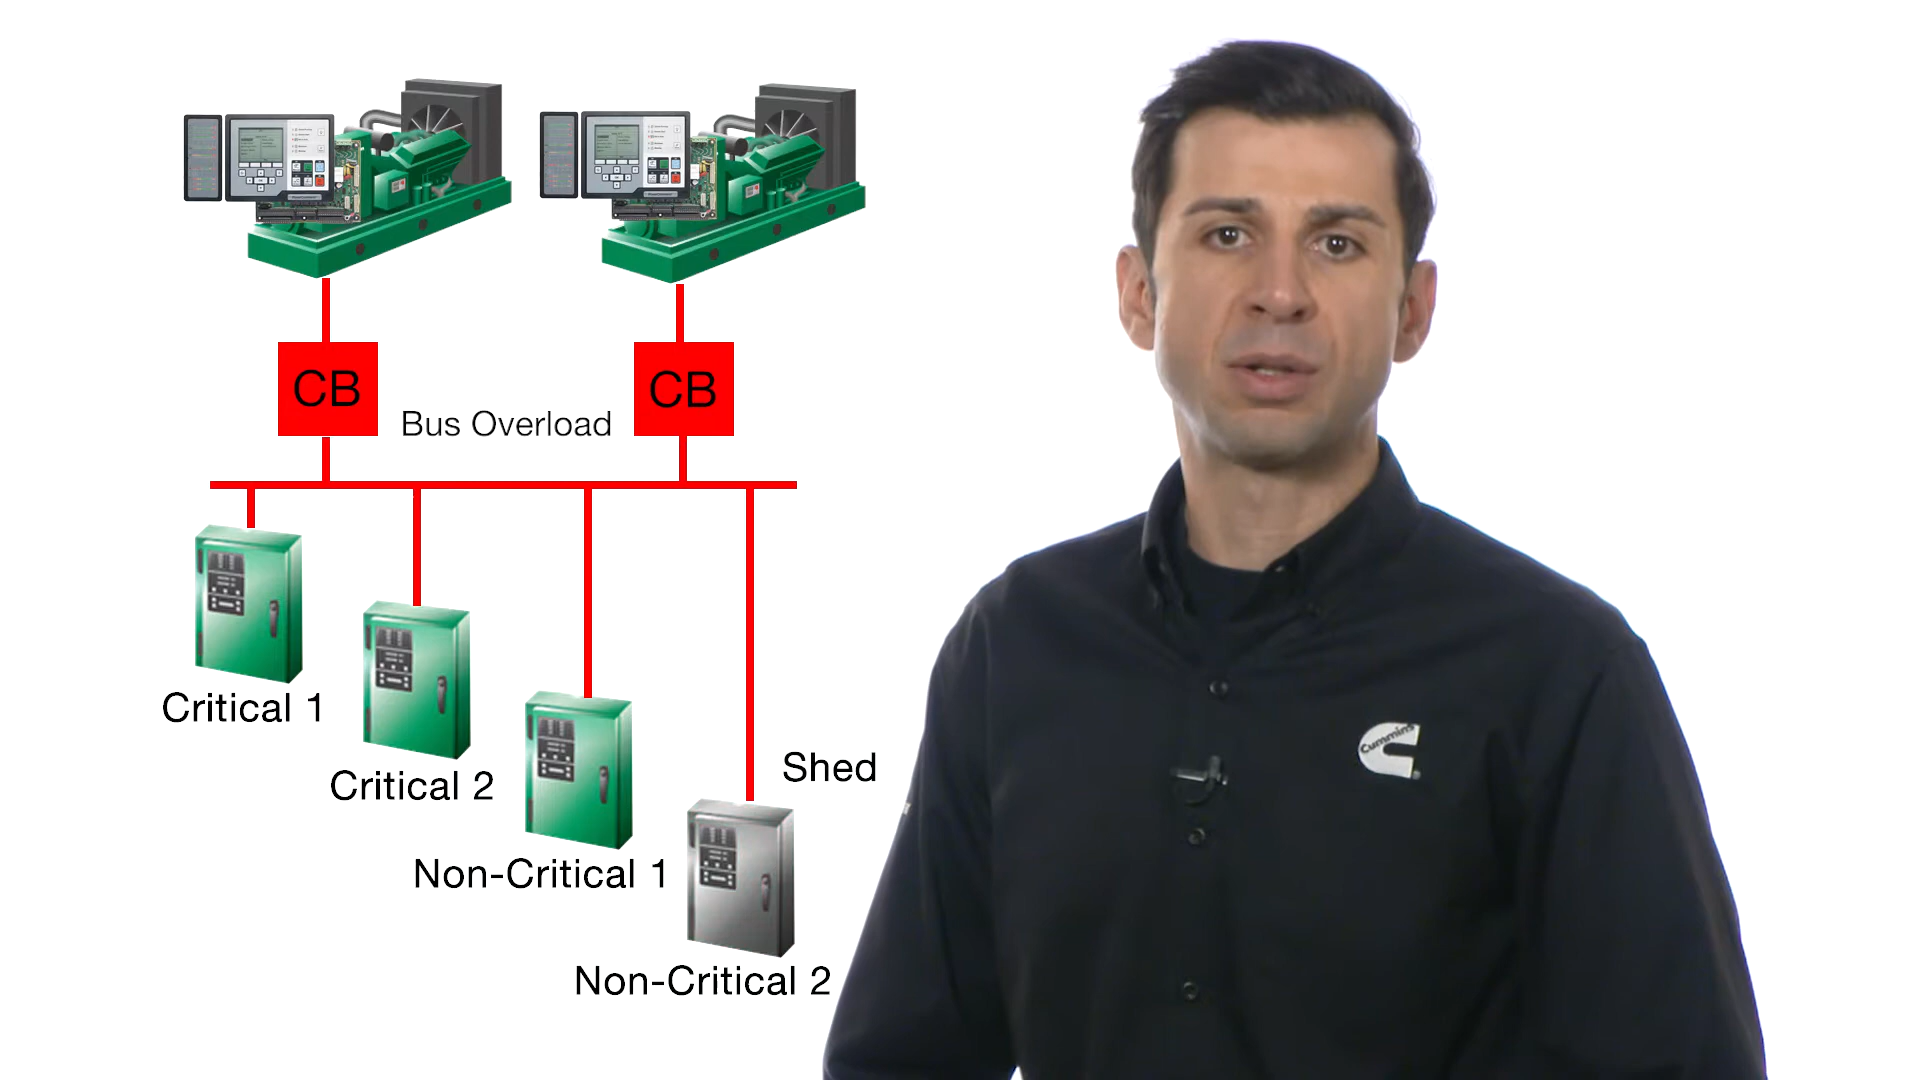 CB
CB
Bus Overload
Critical 1
Critical 2
Shed
Non-Critical 1
Non-Critical 2
Cummins